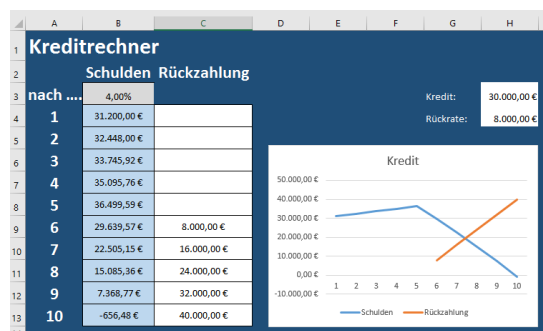 A B C D E F G H
1 Kreditrechner
2 Schulden Rückzahlung
3 nach .... 4,00% Kredit: 30.000,00 €
4 1 31.200,00 € Rückrate: 8.000,00 €
5 2 32.448,00 €
6 3 33.745,92 €
7 4 35.095,76 €
8 5 36.499,59 €
9 6 29.639,57 € 8.000,00 €
10 7 22.505,15 € 16.000,00 €
11 8 15.085,36 € 24.000,00 €
12 9 7.368,77 € 32.000,00 €
13 10 -656,48 € 40.000,00 €
Kredit
50.000,00 €
40.000,00 €
30.000,00 €
20.000,00 €
10.000,00 €
0,00 €
-10.000,00 €
1 2 3 4 5 6 7 8 9 10
Schulden Rückzahlung